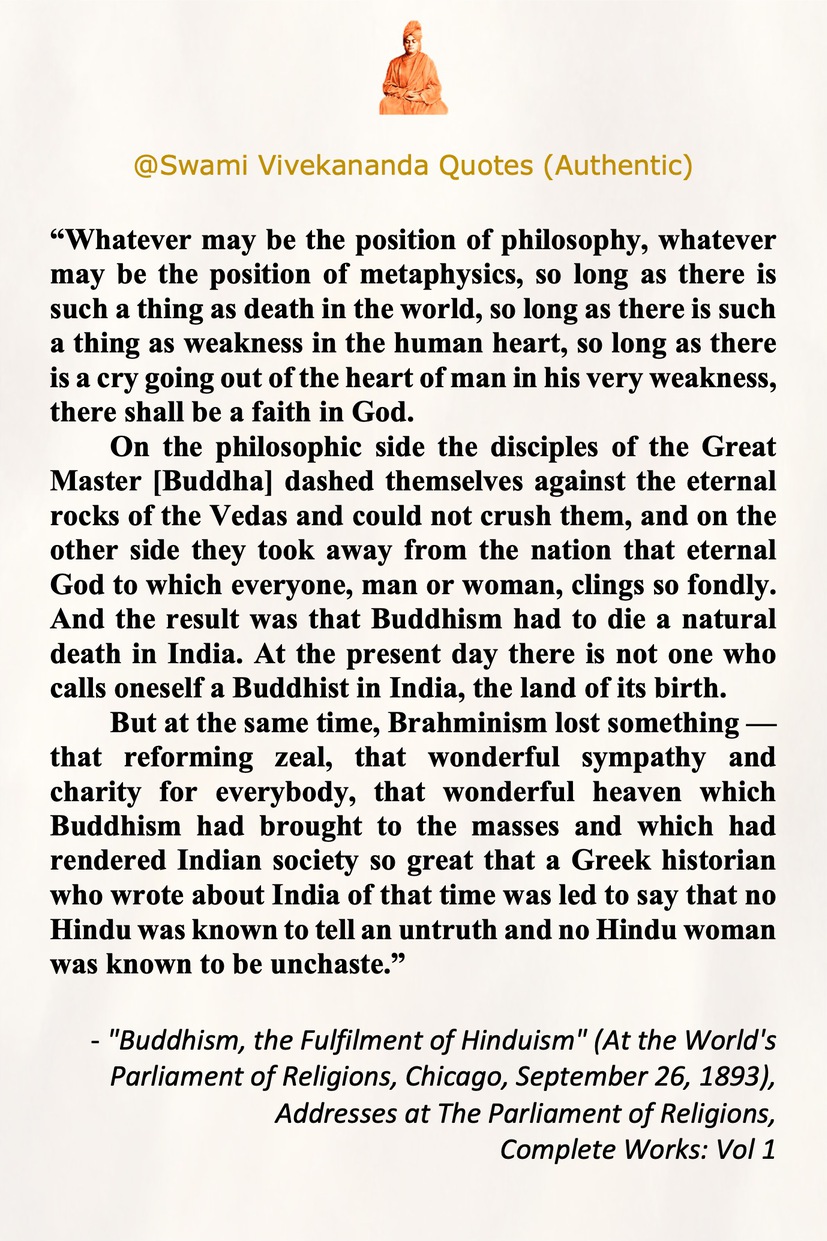 @Swami Vivekananda Quotes (Authentic)
“Whatever may be the position of philosophy, whatever
may be the position of metaphysics, so long as there is
such a thing as death in the world, so long as there is such
a thing as weakness in the human heart, so long as there
is a cry going out of the heart of man in his very weakness,
there shall be a faith in God.
On the philosophic side the disciples of the Great
Master [Buddha] dashed themselves against the eternal
rocks of the Vedas and could not crush them, and on the
other side they took away from the nation that eternal
God to which everyone, man or woman, clings so fondly.
And the result was that Buddhism had to die a natural
death in India. At the present day there is not one who
calls oneself a Buddhist in India, the land of its birth.
But at the same time, Brahminism lost something —
that reforming zeal, that wonderful sympathy and
charity for everybody, that wonderful heaven which
Buddhism had brought to the masses and which had
rendered Indian society so great that a Greek historian
who wrote about India of that time was led to say that no
Hindu was known to tell an untruth and no Hindu woman
was known to be unchaste.”
- "Buddhism, the Fulfilment of Hinduism" (At the World's
Parliament of Religions, Chicago, September 26, 1893),
Addresses at The Parliament of Religions,
Complete Works: Vol 1